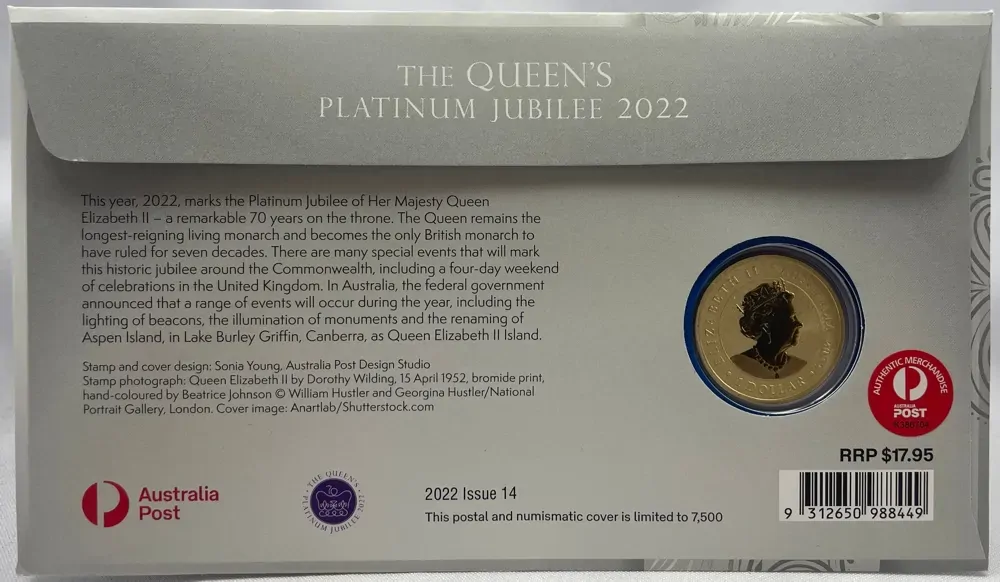 THE QUEEN'S
PLATINUM JUBILEE 2022
This year, 2022, marks the Platinum Jubilee of Her Majesty Queen
Elizabeth II – a remarkable 70 years on the throne. The Queen remains the
longest-reigning living monarch and becomes the only British monarch to
have ruled for seven decades. There are many special events that will mark
this historic jubilee around the Commonwealth, including a four-day weekend
of celebrations in the United Kingdom. In Australia, the federal government
announced that a range of events will occur during the year, including the
lighting of beacons, the illumination of monuments and the renaming of
Aspen Island, in Lake Burley Griffin, Canberra, as Queen Elizabeth II Island.
Stamp and cover design: Sonia Young, Australia Post Design Studio
Stamp photograph: Queen Elizabeth II by Dorothy Wilding, 15 April 1952, bromide print,
hand-coloured by Beatrice Johnson © William Hustler and Georgina Hustler/National
Portrait Gallery, London. Cover image: Anartlab/Shutterstock.com
ELIZABETH II
1 DOLLAR
AUTHENTIC MERCHANDISE
AUSTRALIA
POST
RRP $17.95
9 312650 988449
Australia
Post
THE QUEEN'S
PLATINUM JUBILEE 2022
70
2022 Issue 14
This postal and numismatic cover is limited to 7,500